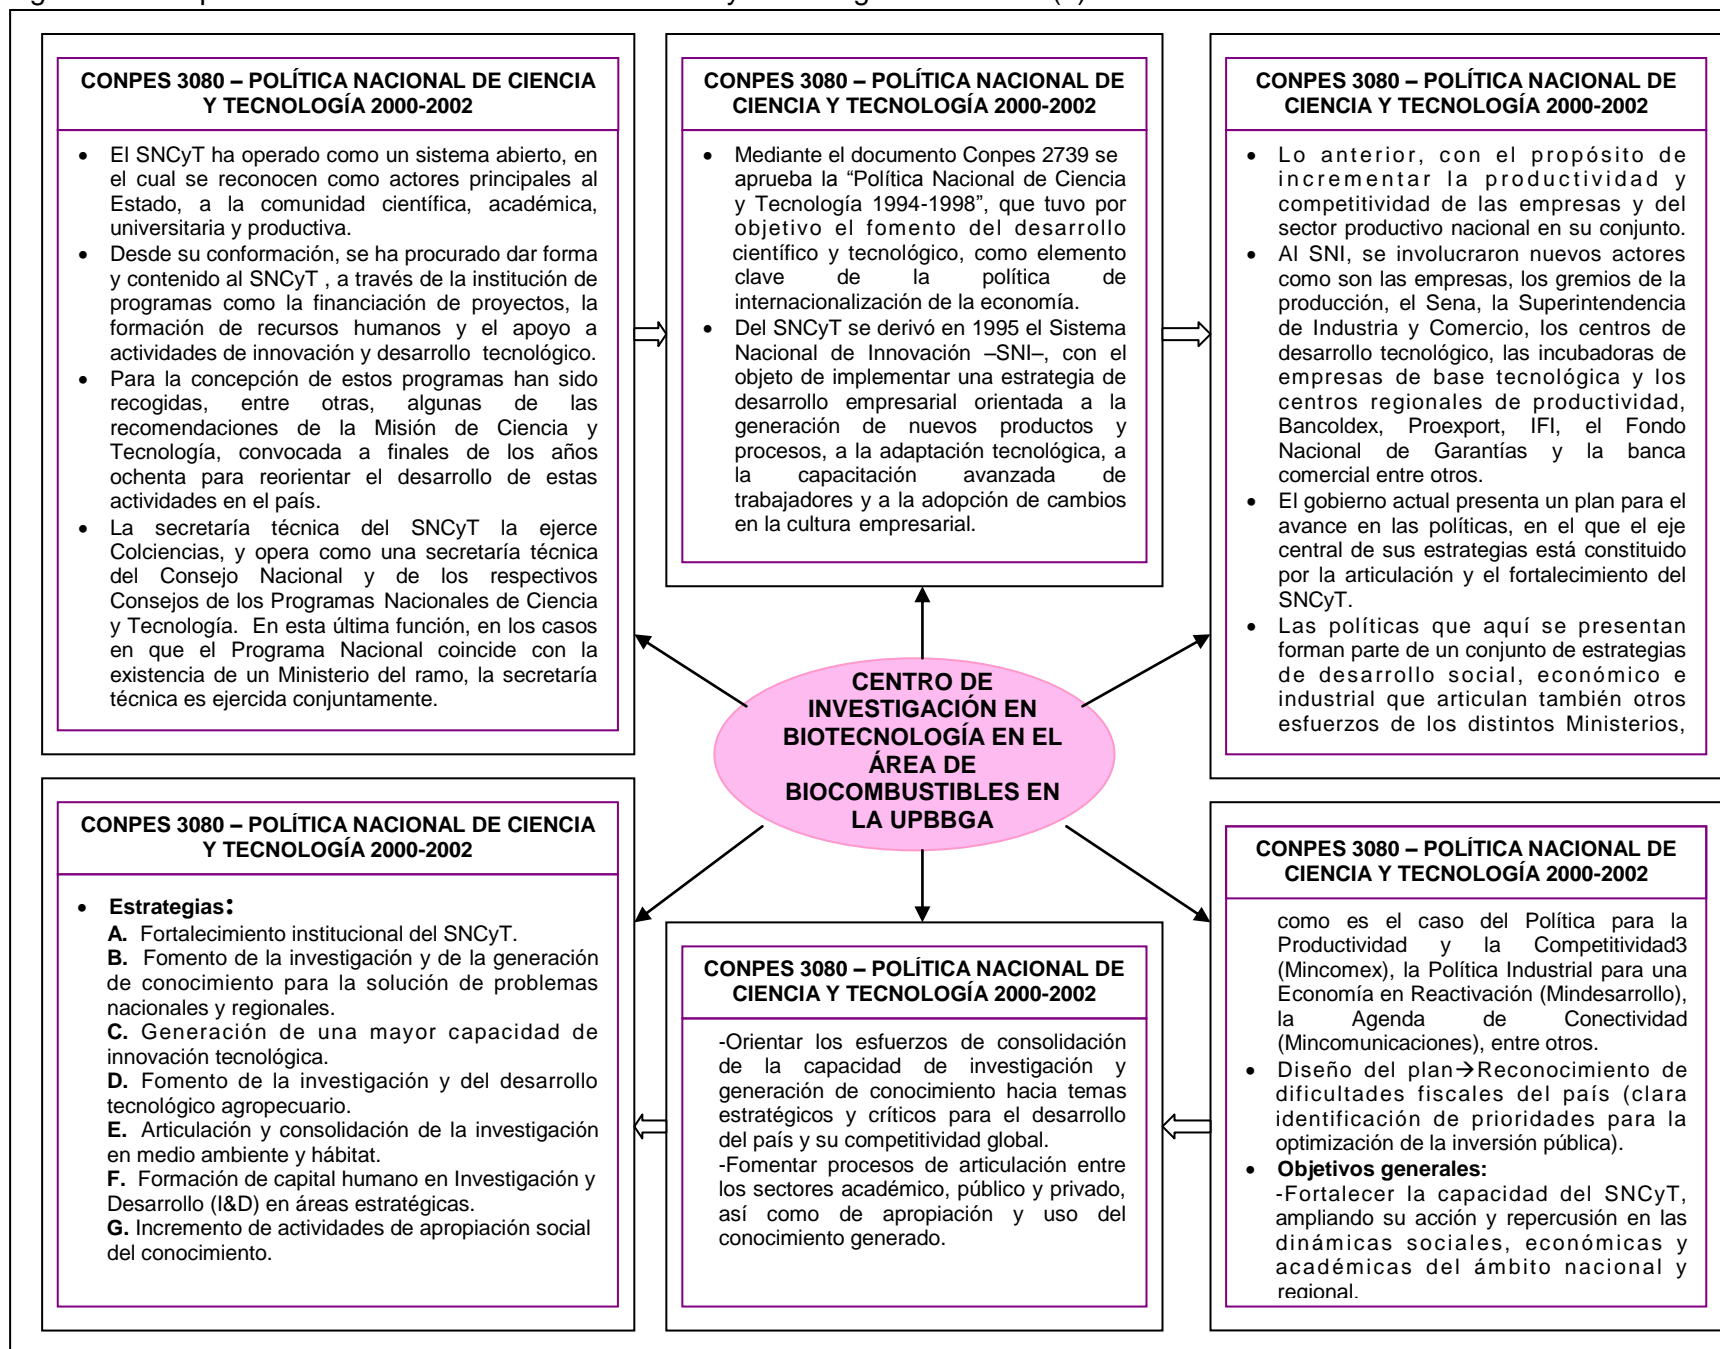 CONPES 3080 – POLÍTICA NACIONAL DE CIENCIA
Y TECNOLOGÍA 2000-2002
• El SNCyT ha operado como un sistema abierto, en
el cual se reconocen como actores principales al
Estado, a la comunidad científica, académica,
universitaria y productiva.
• Desde su conformación, se ha procurado dar forma
y contenido al SNCyT , a través de la institución de
programas como la financiación de proyectos, la
formación de recursos humanos y el apoyo a
actividades de innovación y desarrollo tecnológico.
• Para la concepción de estos programas han sido
recogidas, entre otras, algunas de las
recomendaciones de la Misión de Ciencia y
Tecnología, convocada a finales de los años
ochenta para reorientar el desarrollo de estas
actividades en el país.
• La secretaría técnica del SNCyT la ejerce
Colciencias, y opera como una secretaría técnica
del Consejo Nacional y de los respectivos
Consejos de los Programas Nacionales de Ciencia
y Tecnología. En esta última función, en los casos
en que el Programa Nacional coincide con la
existencia de un Ministerio del ramo, la secretaría
técnica es ejercida conjuntamente.
CONPES 3080 – POLÍTICA NACIONAL DE
CIENCIA Y TECNOLOGÍA 2000-2002
• Mediante el documento Conpes 2739 se
aprueba la “Política Nacional de Ciencia
y Tecnología 1994-1998”, que tuvo por
objetivo el fomento del desarrollo
científico y tecnológico, como elemento
clave de la política de
internacionalización de la economía.
• Del SNCyT se derivó en 1995 el Sistema
Nacional de Innovación –SNI–, con el
objeto de implementar una estrategia de
desarrollo empresarial orientada a la
generación de nuevos productos y
procesos, a la adaptación tecnológica, a
la capacitación avanzada de
trabajadores y a la adopción de cambios
en la cultura empresarial.
CONPES 3080 – POLÍTICA NACIONAL DE
CIENCIA Y TECNOLOGÍA 2000-2002
• Lo anterior, con el propósito de
incrementar la productividad y
competitividad de las empresas y del
sector productivo nacional en su conjunto.
• Al SNI, se involucraron nuevos actores
como son las empresas, los gremios de la
producción, el Sena, la Superintendencia
de Industria y Comercio, los centros de
desarrollo tecnológico, las incubadoras de
empresas de base tecnológica y los
centros regionales de productividad,
Bancoldex, Proexport, IFI, el Fondo
Nacional de Garantías y la banca
comercial entre otros.
• El gobierno actual presenta un plan para el
avance en las políticas, en el que el eje
central de sus estrategias está constituido
por la articulación y el fortalecimiento del
SNCyT.
• Las políticas que aquí se presentan
forman parte de un conjunto de estrategias
de desarrollo social, económico e
industrial que articulan también otros
esfuerzos de los distintos Ministerios,
CENTRO DE
INVESTIGACIÓN EN
BIOTECNOLOGÍA EN EL
ÁREA DE
BIOCOMBUSTIBLES EN
LA UPBBGA
CONPES 3080 – POLÍTICA NACIONAL DE CIENCIA
Y TECNOLOGÍA 2000-2002
• Estrategias:
A. Fortalecimiento institucional del SNCyT.
B. Fomento de la investigación y de la generación
de conocimiento para la solución de problemas
nacionales y regionales.
C. Generación de una mayor capacidad de
innovación tecnológica.
D. Fomento de la investigación y del desarrollo
tecnológico agropecuario.
E. Articulación y consolidación de la investigación
en medio ambiente y hábitat.
F. Formación de capital humano en Investigación y
Desarrollo (I&D) en áreas estratégicas.
G. Incremento de actividades de apropiación social
del conocimiento.
CONPES 3080 – POLÍTICA NACIONAL DE
CIENCIA Y TECNOLOGÍA 2000-2002
-Orientar los esfuerzos de consolidación
de la capacidad de investigación y
generación de conocimiento hacia temas
estratégicos y críticos para el desarrollo
del país y su competitividad global.
-Fomentar procesos de articulación entre
los sectores académico, público y privado,
así como de apropiación y uso del
conocimiento generado.
CONPES 3080 – POLÍTICA NACIONAL DE
CIENCIA Y TECNOLOGÍA 2000-2002
como es el caso del Política para la
Productividad y la Competitividad3
(Mincomex), la Política Industrial para una
Economía en Reactivación (Mindesarrollo),
la Agenda de Conectividad
(Mincomunicaciones), entre otros.
• Diseño del plan→Reconocimiento de
dificultades fiscales del país (clara
identificación de prioridades para la
optimización de la inversión pública).
• Objetivos generales:
-Fortalecer la capacidad del SNCyT,
ampliando su acción y repercusión en las
dinámicas sociales, económicas y
académicas del ámbito nacional y
regional.